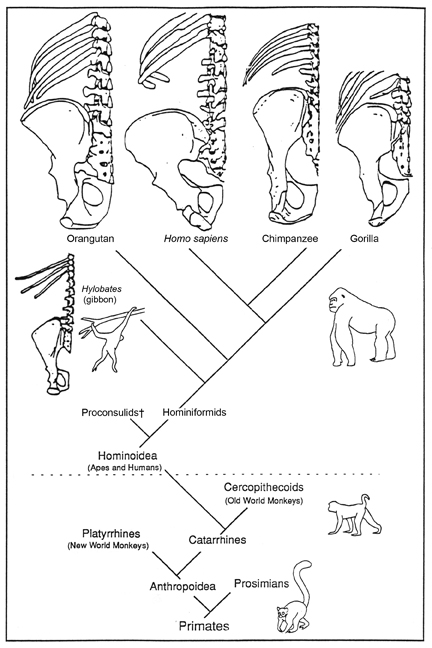 Orangutan
Homo sapiens
Chimpanzee
Gorilla
Hylobates
(gibbon)
Proconsulids†
Hominiformids
Hominoidea
(Apes and Humans)
Cercopithecoids
(Old World Monkeys)
Platyrrhines
(New World Monkeys)
Catarrhines
Anthropoidea
Prosimians
Primates